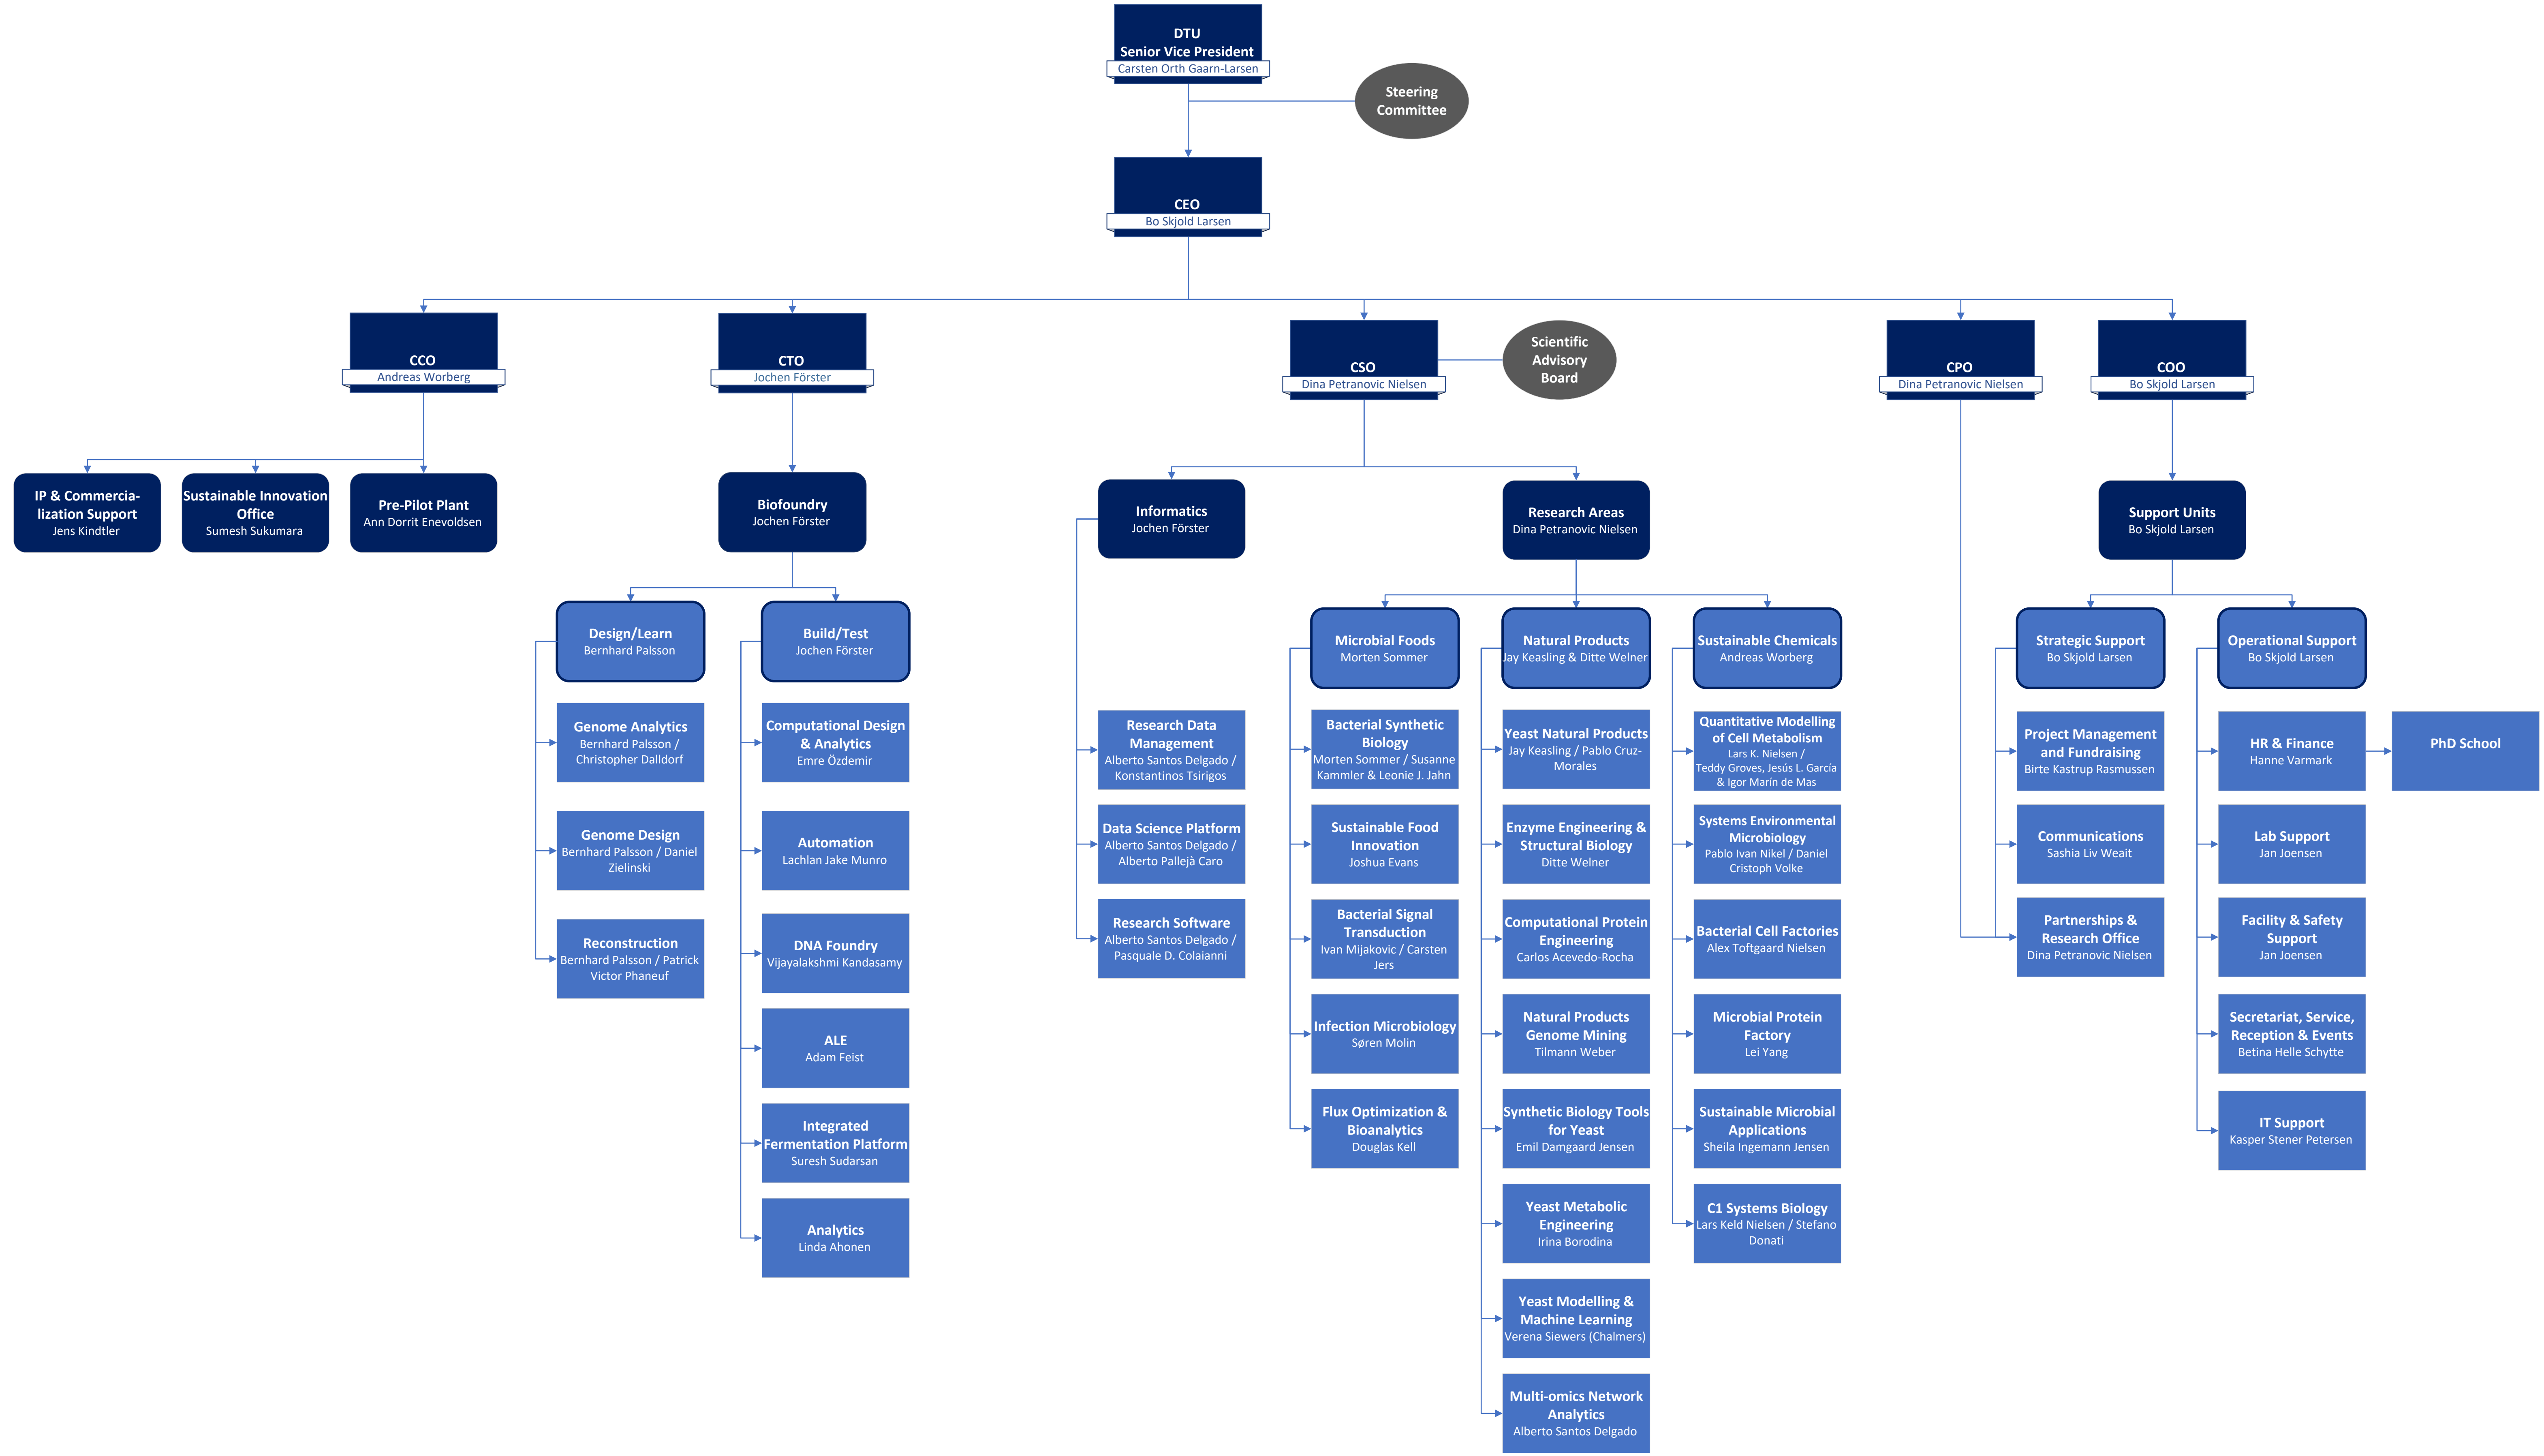 DTU
Senior Vice President
Carsten Orth Gaarn-Larsen
Steering
Committee
CEO
Bo Skjold Larsen
CCO
Andreas Worberg
CTO
Jochen Förster
CSO
Dina Petranovic Nielsen
Scientific
Advisory
Board
CPO
Dina Petranovic Nielsen
COO
Bo Skjold Larsen
IP & Commercia-
lization Support
Jens Kindtler
Sustainable Innovation
Office
Sumesh Sukumara
Pre-Pilot Plant
Ann Dorrit Enevoldsen
Biofoundry
Jochen Förster
Informatics
Jochen Förster
Research Areas
Dina Petranovic Nielsen
Support Units
Bo Skjold Larsen
Design/Learn
Bernhard Palsson
Genome Analytics
Bernhard Palsson /
Christopher Dalldorf
Genome Design
Bernhard Palsson / Daniel
Zielinski
Reconstruction
Bernhard Palsson / Patrick
Victor Phaneuf
Build/Test
Jochen Förster
Computational Design
& Analytics
Emre Özdemir
Automation
Lachlan Jake Munro
DNA Foundry
Vijayalakshmi Kandasamy
ALE
Adam Feist
Integrated
Fermentation Platform
Suresh Sudarsan
Analytics
Linda Ahonen
Research Data
Management
Alberto Santos Delgado /
Konstantinos Tsirigos
Data Science Platform
Alberto Santos Delgado /
Alberto Pallejà Caro
Research Software
Alberto Santos Delgado /
Pasquale D. Colaianni
Microbial Foods
Morten Sommer
Bacterial Synthetic
Biology
Morten Sommer / Susanne
Kammler & Leonie J. Jahn
Sustainable Food
Innovation
Joshua Evans
Bacterial Signal
Transduction
Ivan Mijakovic / Carsten
Jers
Infection Microbiology
Søren Molin
Flux Optimization &
Bioanalytics
Douglas Kell
Natural Products
Jay Keasling & Ditte Welner
Yeast Natural Products
Jay Keasling / Pablo Cruz-
Morales
Enzyme Engineering &
Structural Biology
Ditte Welner
Computational Protein
Engineering
Carlos Acevedo-Rocha
Natural Products
Genome Mining
Tilmann Weber
Synthetic Biology Tools
for Yeast
Emil Damgaard Jensen
Yeast Metabolic
Engineering
Irina Borodina
Yeast Modelling &
Machine Learning
Verena Siewers (Chalmers)
Multi-omics Network
Analytics
Alberto Santos Delgado
Sustainable Chemicals
Andreas Worberg
Quantitative Modelling
of Cell Metabolism
Lars K. Nielsen /
Teddy Groves, Jesús L. García
& Igor Marín de Mas
Systems Environmental
Microbiology
Pablo Ivan Nikel / Daniel
Cristoph Volke
Bacterial Cell Factories
Alex Toftgaard Nielsen
Microbial Protein
Factory
Lei Yang
Sustainable Microbial
Applications
Sheila Ingemann Jensen
C1 Systems Biology
Lars Keld Nielsen / Stefano
Donati
Strategic Support
Bo Skjold Larsen
Project Management
and Fundraising
Birte Kastrup Rasmussen
Communications
Sashia Liv Weait
Partnerships &
Research Office
Dina Petranovic Nielsen
Operational Support
Bo Skjold Larsen
HR & Finance
Hanne Varmark
PhD School
Lab Support
Jan Joensen
Facility & Safety
Support
Jan Joensen
Secretariat, Service,
Reception & Events
Betina Helle Schytte
IT Support
Kasper Stener Petersen